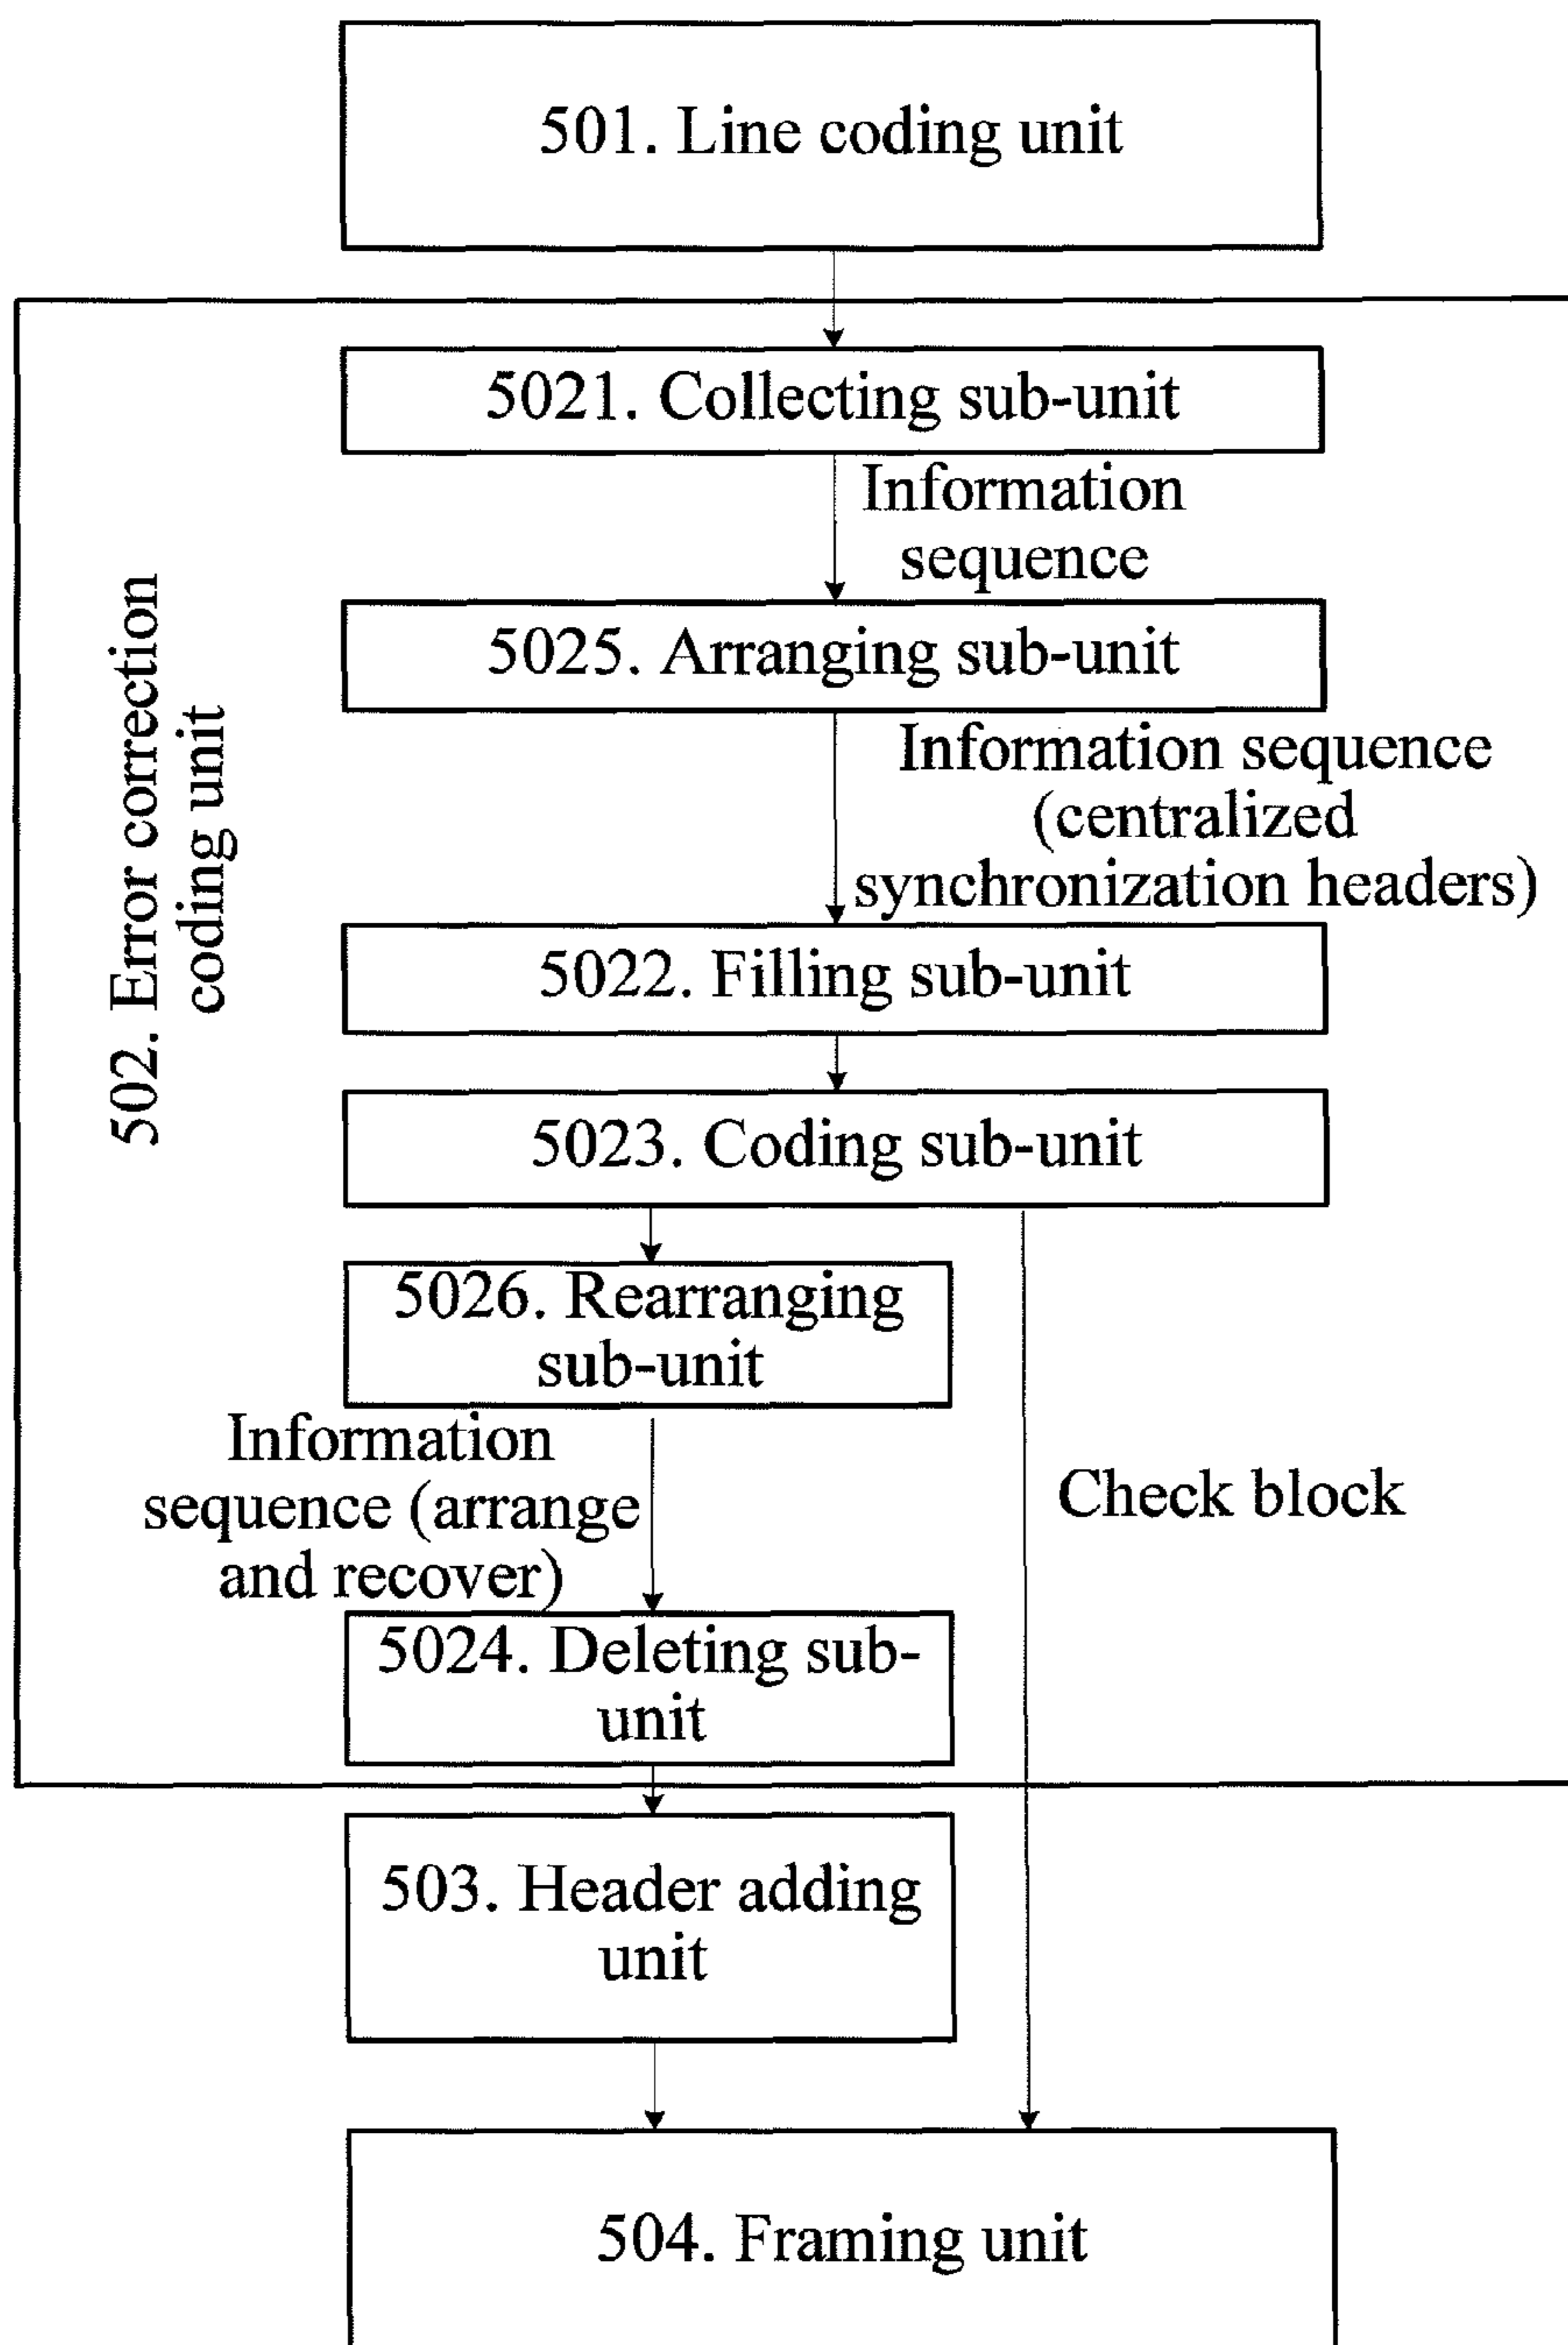 501. Line coding unit
5021. Collecting sub-unit
Information
sequence
5025. Arranging sub-unit
Information sequence
(centralized
synchronization headers)
502. Error correction
coding unit
5022. Filling sub-unit
5023. Coding sub-unit
5026. Rearranging
sub-unit
Information
sequence (arrange
and recover)
Check block
5024. Deleting sub-
unit
503. Header adding
unit
504. Framing unit